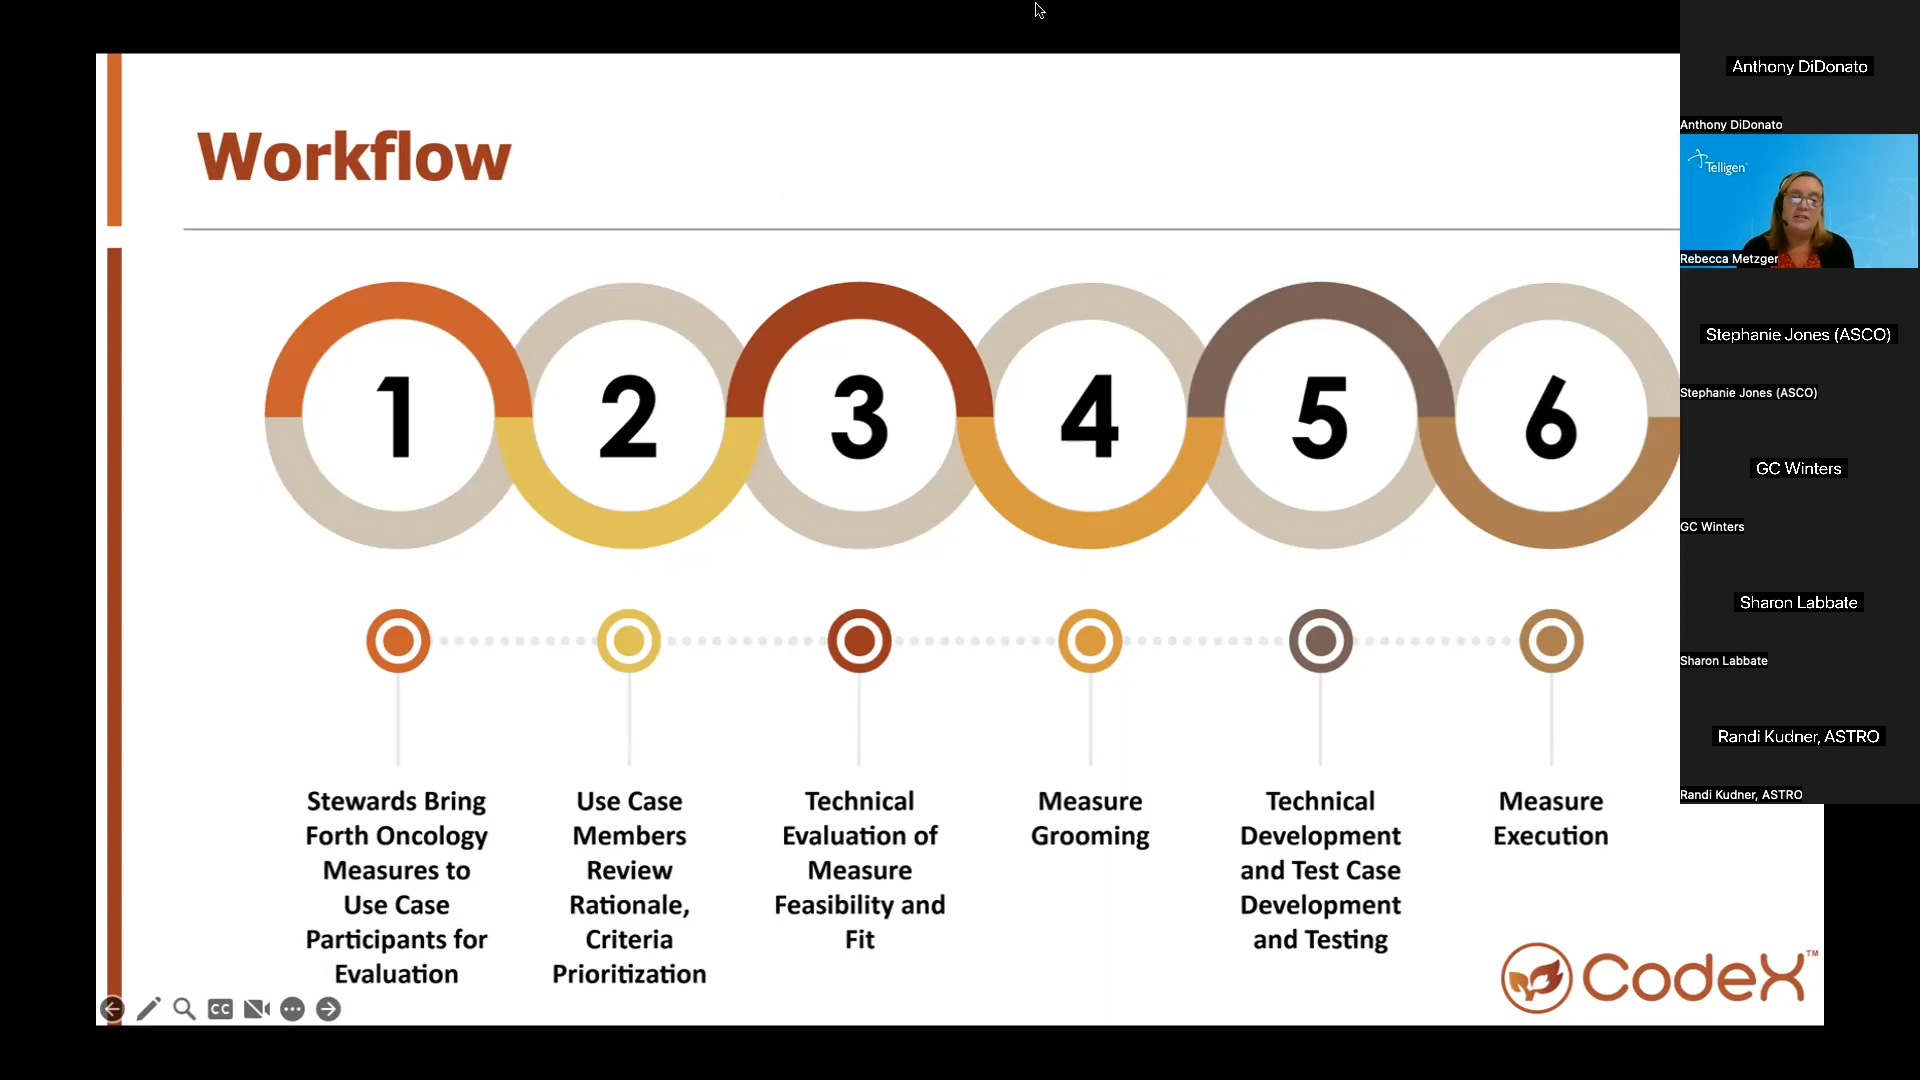 Workflow
1
2
3
4
5
6
Stewards Bring
Forth Oncology
Measures to
Use Case
Participants for
Evaluation
Use Case
Members
Review
Rationale,
Criteria
Prioritization
Technical
Evaluation of
Measure
Feasibility and
Fit
Measure
Grooming
Technical
Development
and Test Case
Development
and Testing
Measure
Execution
CodeX™
CC
Anthony DiDonato
Anthony DiDonato
Telligen
Rebecca Metzger
Stephanie Jones (ASCO)
Stephanie Jones (ASCO)
GC Winters
GC Winters
Sharon Labbate
Sharon Labbate
Randi Kudner, ASTRO
Randi Kudner, ASTRO